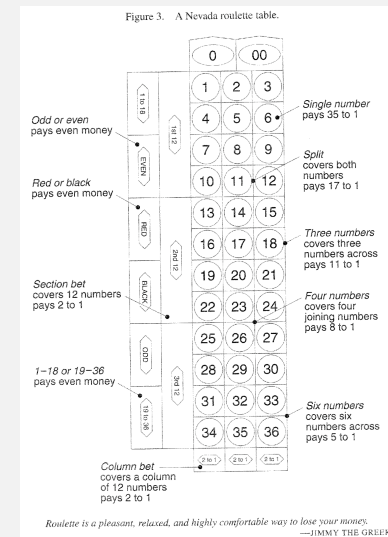 Figure 3. A Nevada roulette table.
0 00
1 to 18
1st 12
1 2 3
4 5 6
Single number
pays 35 to 1
Odd or even
pays even money
EVEN
7 8 9
Split
covers both
numbers
pays 17 to 1
10 11 12
Red or black
pays even money
RED
2nd 12
13 14 15
16 17 18
Three numbers
covers three
numbers across
pays 11 to 1
Section bet
covers 12 numbers
pays 2 to 1
BLACK
19 20 21
22 23 24
Four numbers
covers four
joining numbers
pays 8 to 1
ODD
3rd 12
25 26 27
28 29 30
1–18 or 19–36
pays even money
19 to 36
31 32 33
34 35 36
Six numbers
covers six
numbers across
pays 5 to 1
2 to 1 2 to 1 2 to 1
Column bet
covers a column
of 12 numbers
pays 2 to 1
Roulette is a pleasant, relaxed, and highly comfortable way to lose your money.
—JIMMY THE GREEK